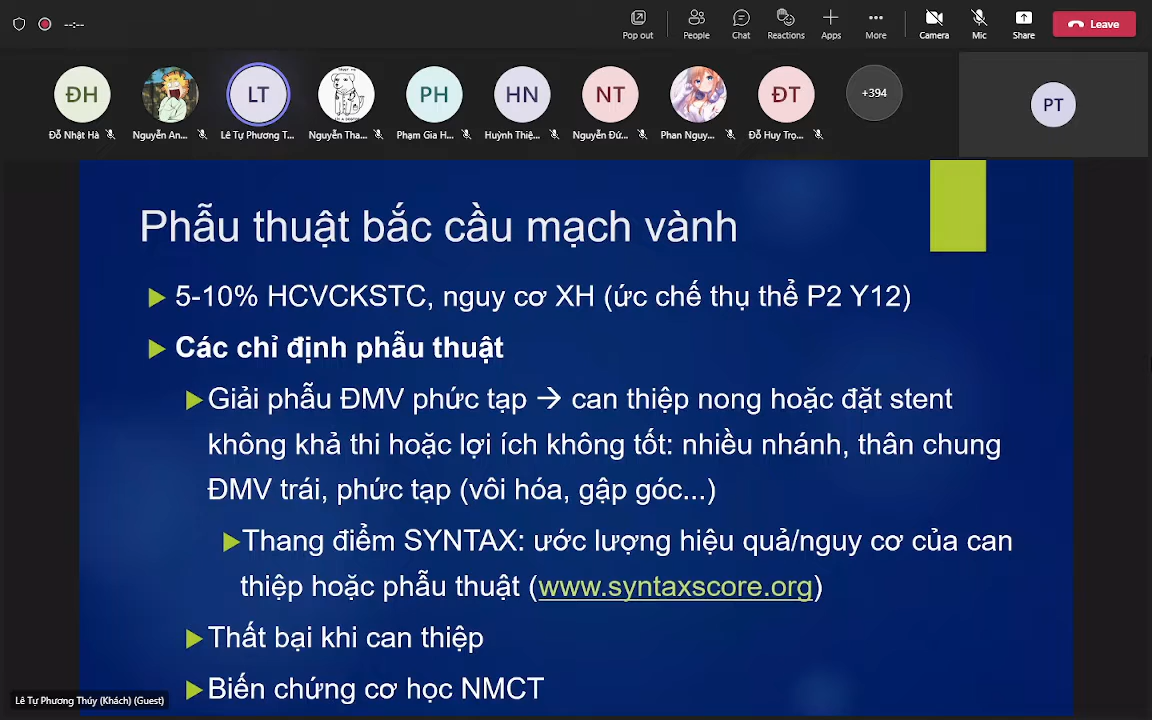 --:--
Pop out
People
Chat
Reactions
Apps
More
Camera
Mic
Share
Leave
ĐH
LT
PH
HN
NT
ĐT
+394
PT
Đỗ Nhật Hà
Nguyễn An...
Lê Tự Phương T...
Nguyễn Tha...
Phạm Gia H...
Huỳnh Thiệ...
Nguyễn Đứ...
Phan Nguy...
Đỗ Huy Trọ...
Phẫu thuật bắc cầu mạch vành
5-10% HCVCKSTC, nguy cơ XH (ức chế thụ thể P2 Y12)
Các chỉ định phẫu thuật
Giải phẫu ĐMV phức tạp → can thiệp nong hoặc đặt stent
không khả thi hoặc lợi ích không tốt: nhiều nhánh, thân chung
ĐMV trái, phức tạp (vôi hóa, gập góc...)
Thang điểm SYNTAX: ước lượng hiệu quả/nguy cơ của can
thiệp hoặc phẫu thuật (www.syntaxscore.org)
Thất bại khi can thiệp
Biến chứng cơ học NMCT
Lê Tự Phương Thúy (Khách) (Guest)